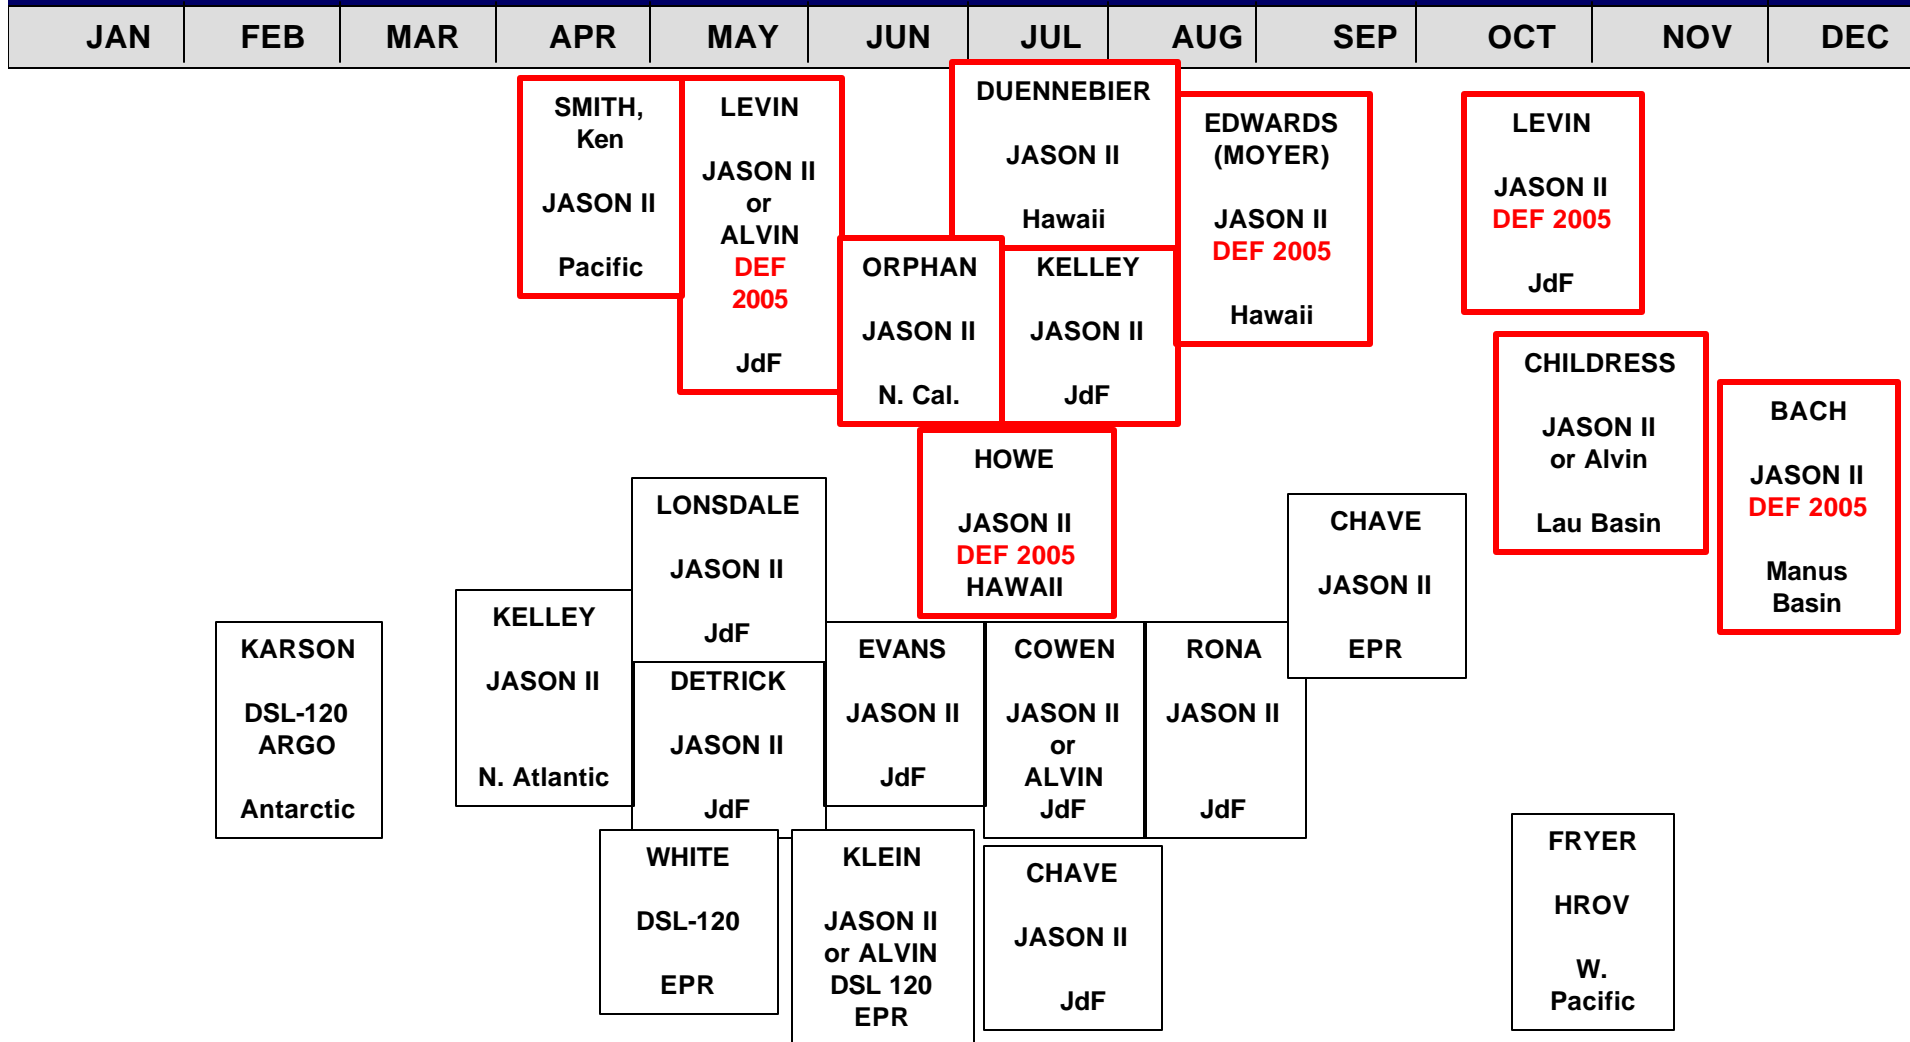 JAN FEB MAR APR MAY JUN JUL AUG SEP OCT NOV DEC
SMITH,
Ken
JASON II
Pacific
LEVIN
JASON II
or
ALVIN
DEF
2005
JdF
DUENNEBIER
JASON II
Hawaii
EDWARDS
(MOYER)
JASON II
DEF 2005
Hawaii
LEVIN
JASON II
DEF 2005
JdF
ORPHAN
JASON II
N. Cal.
KELLEY
JASON II
JdF
CHILDRESS
JASON II
or Alvin
Lau Basin
BACH
JASON II
DEF 2005
Manus
Basin
HOWE
JASON II
DEF 2005
HAWAII
LONSDALE
JASON II
JdF
CHAVE
JASON II
EPR
KELLEY
JASON II
N. Atlantic
KARSON
DSL-120
ARGO
Antarctic
DETRICK
JASON II
JdF
EVANS
JASON II
JdF
COWEN
JASON II
or
ALVIN
JdF
RONA
JASON II
JdF
WHITE
DSL-120
EPR
KLEIN
JASON II
or ALVIN
DSL 120
EPR
CHAVE
JASON II
JdF
FRYER
HROV
W.
Pacific